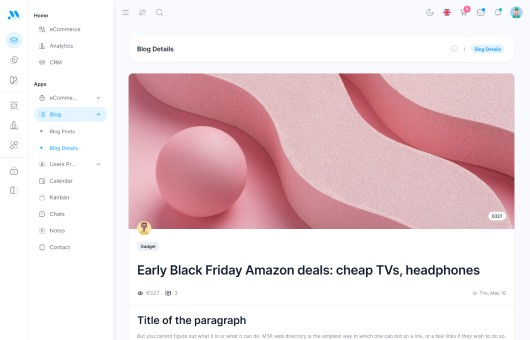 Home
eCommerce
Analytics
CRM
Apps
eComme...
Blog
Blog Posts
Blog Details
Users Pr...
Calender
Kanban
Chats
Notes
Contact
Blog Details
/
Blog Details
6327
Gadget
Early Black Friday Amazon deals: cheap TVs, headphones
6327
3
Thu, May 16
Title of the paragraph
But you cannot figure out what it is or what it can do. MTA web directory is the simplest way in which one can bid on a link, or a few links if they wish to do so.